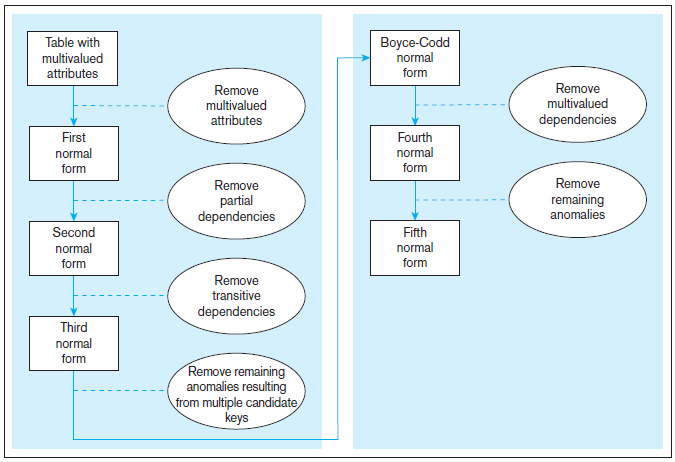 Table with
multivalued
attributes
Remove
multivalued
attributes
First
normal
form
Remove
partial
dependencies
Second
normal
form
Remove
transitive
dependencies
Third
normal
form
Remove remaining
anomalies resulting
from multiple candidate
keys
Boyce-Codd
normal
form
Remove
multivalued
dependencies
Fourth
normal
form
Remove
remaining
anomalies
Fifth
normal
form